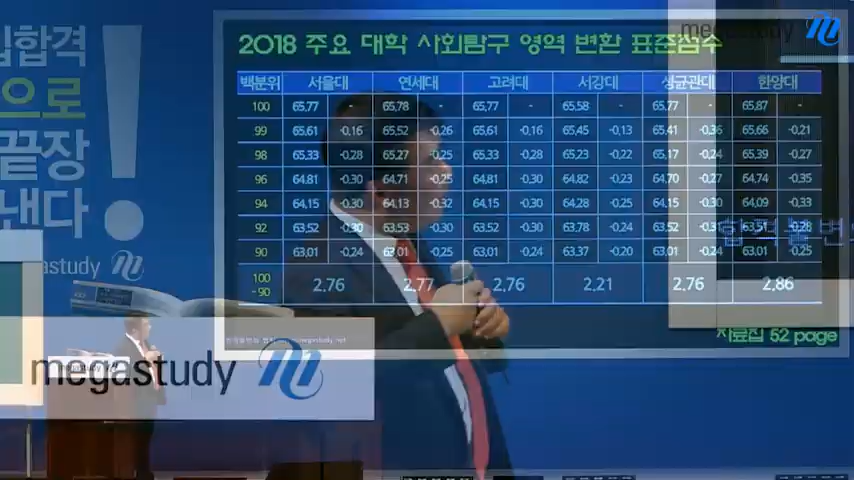 입합격
으로
끝장
낸다
!
megastudy
megastudy
2018 주요 대학 사회탐구 영역 변환 표준점수
백분위 서울대 연세대 고려대 서강대 성균관대 한양대
100 65.77 - 65.78 - 65.77 - 65.58 - 65.77 - 65.87 -
99 65.61 -0.16 65.52 -0.26 65.61 -0.16 65.45 -0.13 65.41 -0.36 65.66 -0.21
98 65.33 -0.28 65.27 -0.25 65.33 -0.28 65.23 -0.22 65.17 -0.24 65.39 -0.27
96 64.81 -0.30 64.71 -0.25 64.81 -0.30 64.82 -0.23 64.70 -0.27 64.74 -0.35
94 64.15 -0.30 64.13 -0.32 64.15 -0.30 64.28 -0.25 64.15 -0.30 64.09 -0.33
92 63.52 -0.30 63.53 -0.30 63.52 -0.30 63.78 -0.24 63.52 63.51 -0.28
90 63.01 -0.24 63.01 -0.25 63.01 -0.24 63.37 -0.20 63.01 -0.24 63.01 -0.25
100 - 90 2.76 2.77 2.76 2.21 2.76 2.86
자료집 52 page
megastudy